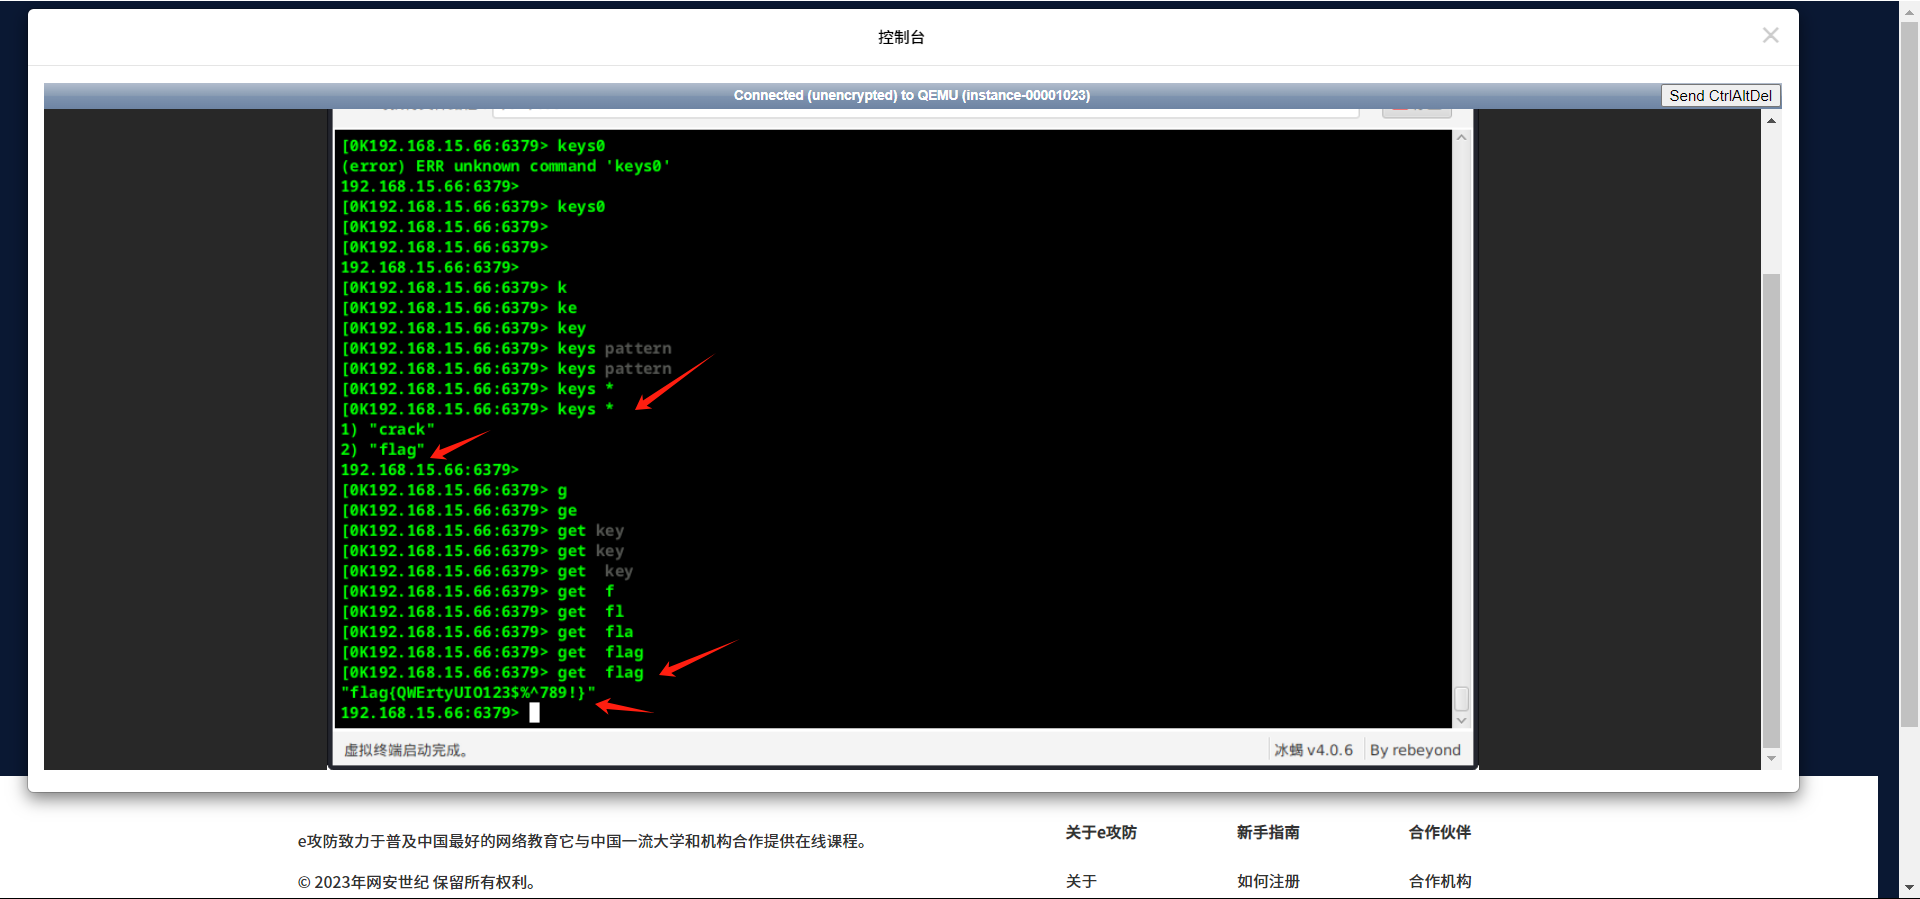 控制台
Connected (unencrypted) to QEMU (instance-00001023)
Send CtrlAltDel
[0K192.168.15.66:6379> keys0
(error) ERR unknown command 'keys0'
192.168.15.66:6379>
[0K192.168.15.66:6379> keys0
[0K192.168.15.66:6379>
[0K192.168.15.66:6379>
192.168.15.66:6379>
[0K192.168.15.66:6379> k
[0K192.168.15.66:6379> ke
[0K192.168.15.66:6379> key
[0K192.168.15.66:6379> keys pattern
[0K192.168.15.66:6379> keys pattern
[0K192.168.15.66:6379> keys *
[0K192.168.15.66:6379> keys *
1) "crack"
2) "flag"
192.168.15.66:6379>
[0K192.168.15.66:6379> g
[0K192.168.15.66:6379> ge
[0K192.168.15.66:6379> get key
[0K192.168.15.66:6379> get key
[0K192.168.15.66:6379> get  key
[0K192.168.15.66:6379> get  f
[0K192.168.15.66:6379> get  fl
[0K192.168.15.66:6379> get  fla
[0K192.168.15.66:6379> get  flag
[0K192.168.15.66:6379> get  flag
"flag{QWErtyUIO123$%^789!}"
192.168.15.66:6379>
虚拟终端启动完成。
冰蝎 v4.0.6
By rebeyond
e攻防致力于普及中国最好的网络教育它与中国一流大学和机构合作提供在线课程。
© 2023年网安世纪 保留所有权利。
关于e攻防
新手指南
合作伙伴
关于
如何注册
合作机构